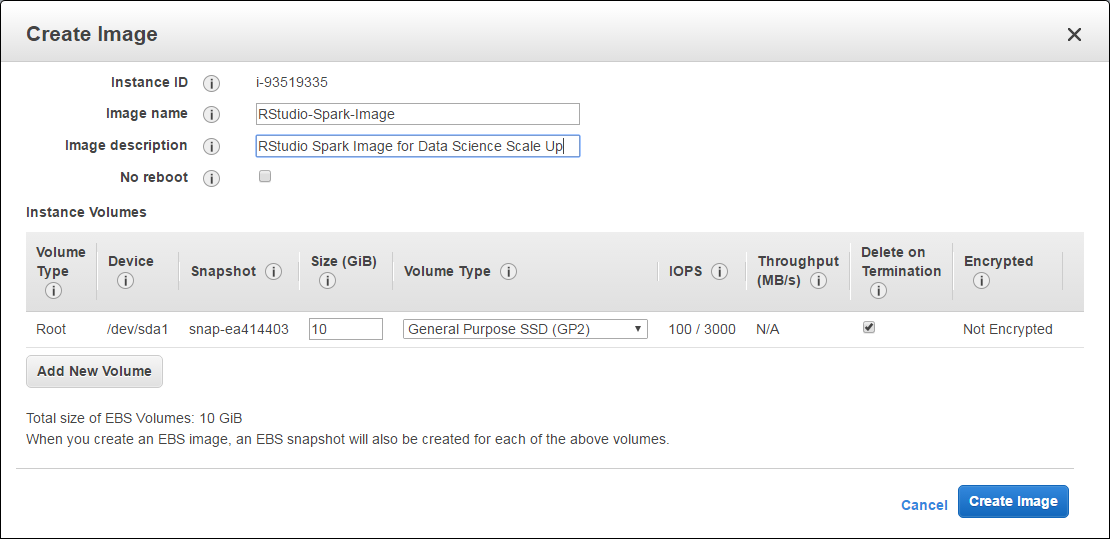 Create Image
Instance ID i-93519335
Image name RStudio-Spark-Image
Image description RStudio Spark Image for Data Science Scale Up
No reboot
Instance Volumes
Volume Type Device Snapshot Size (GiB) Volume Type IOPS Throughput (MB/s) Delete on Termination Encrypted
Root /dev/sda1 snap-ea414403 10 General Purpose SSD (GP2) 100 / 3000 N/A Not Encrypted
Add New Volume
Total size of EBS Volumes: 10 GiB
When you create an EBS image, an EBS snapshot will also be created for each of the above volumes.
Cancel Create Image